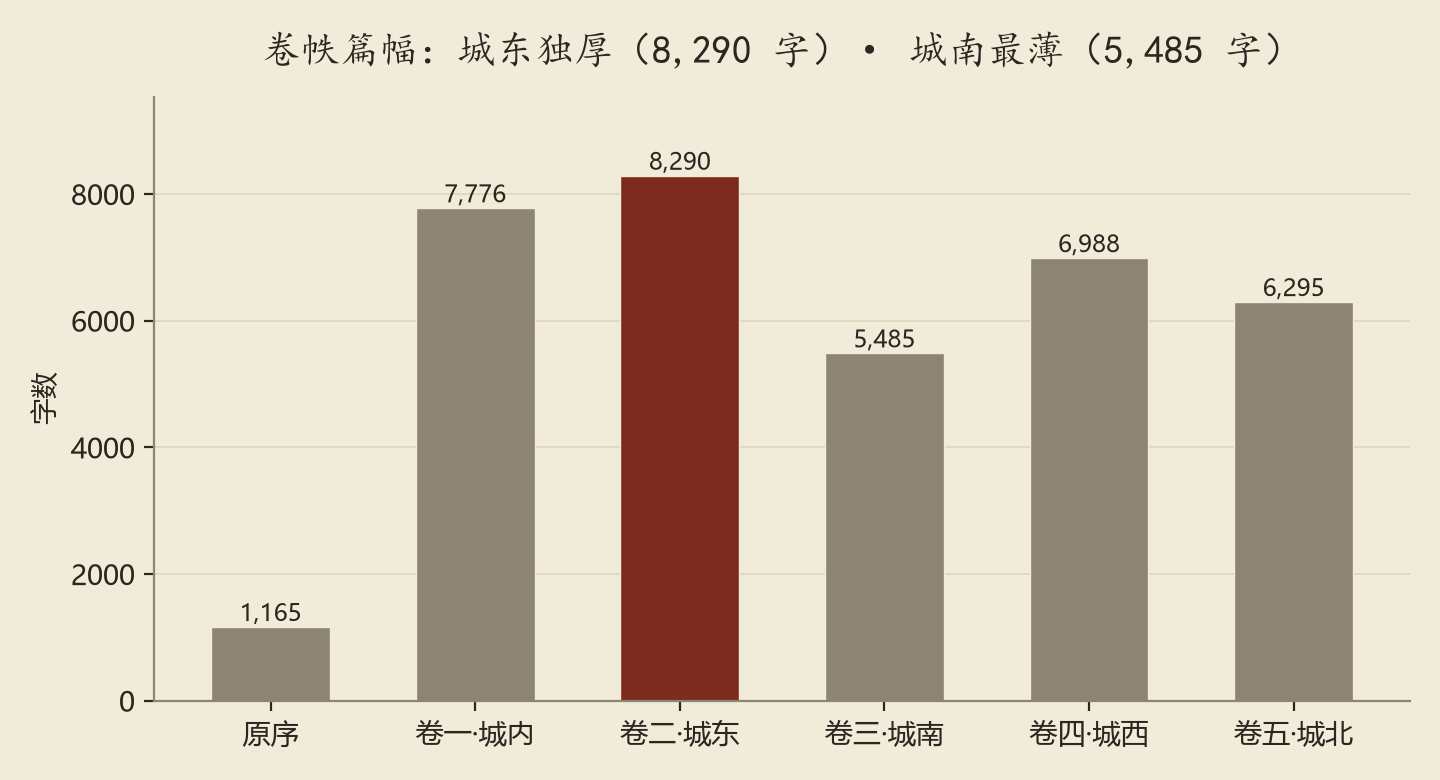 卷帙篇幅：城东独厚（8,290 字）• 城南最薄（5,485 字）
字数
8000
6000
4000
2000
0
1,165
7,776
8,290
5,485
6,988
6,295
原序
卷一·城内
卷二·城东
卷三·城南
卷四·城西
卷五·城北